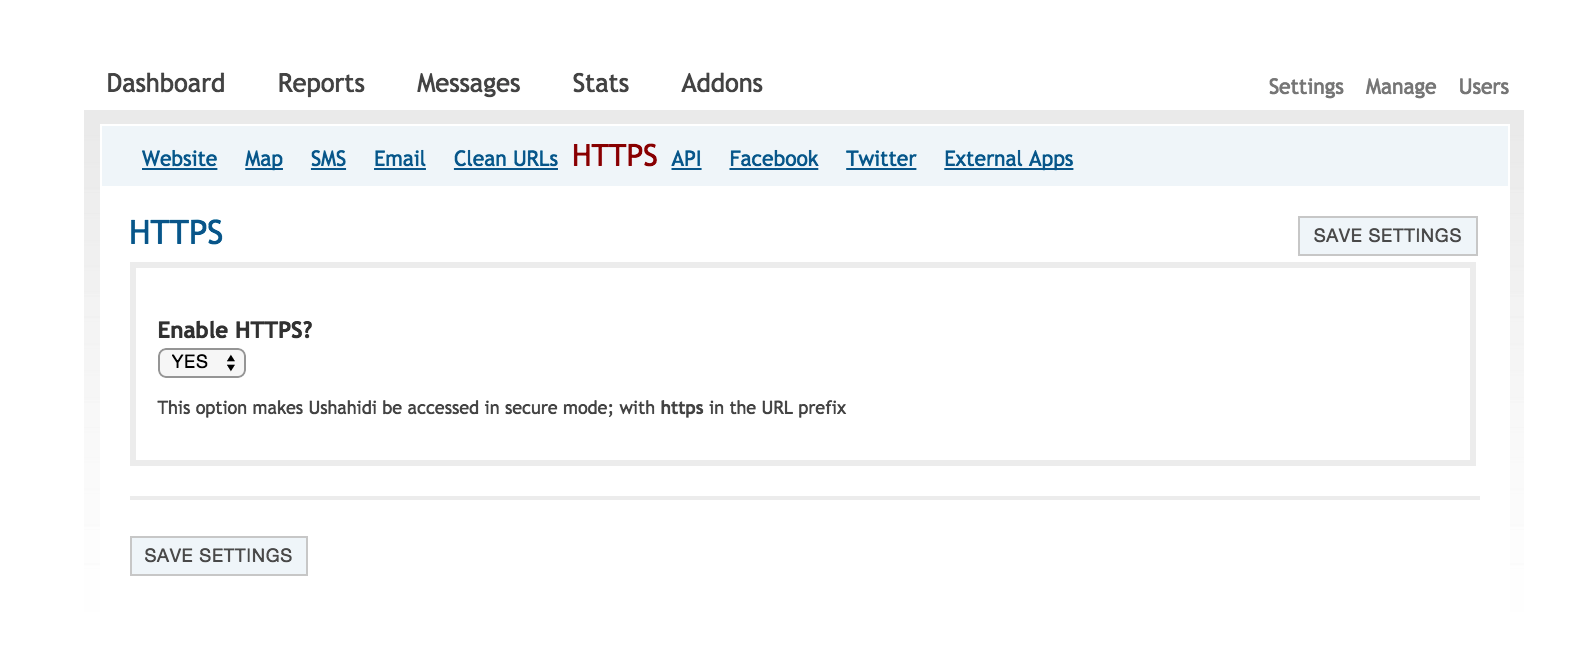 Dashboard Reports Messages Stats Addons Settings Manage Users
Website Map SMS Email Clean URLs HTTPS API Facebook Twitter External Apps
HTTPS SAVE SETTINGS
Enable HTTPS?
YES
This option makes Ushahidi be accessed in secure mode; with https in the URL prefix
SAVE SETTINGS